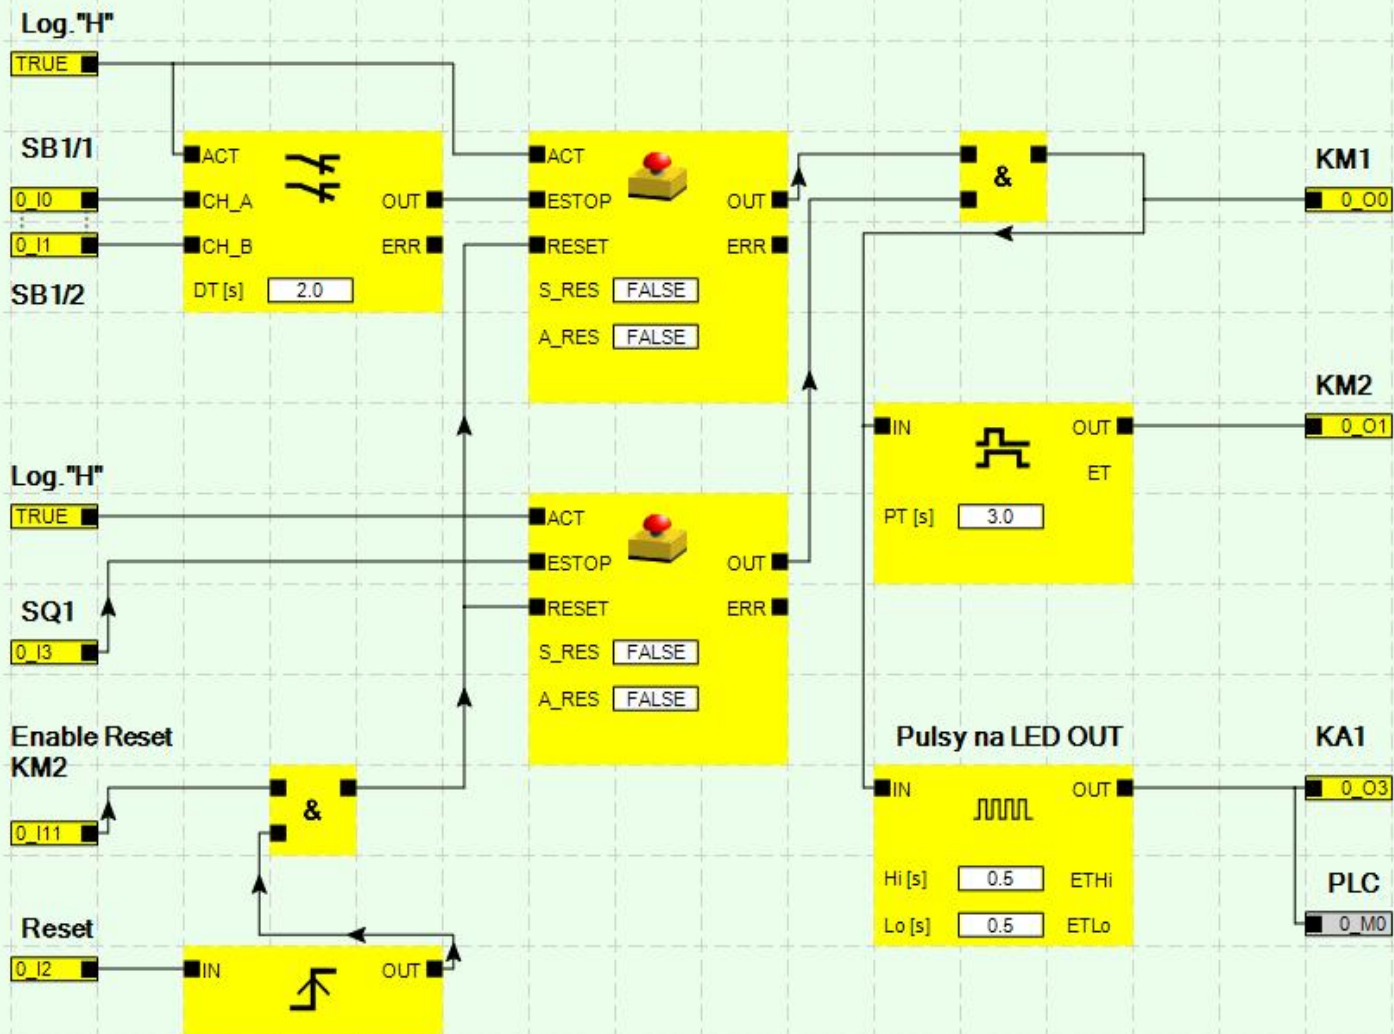 Log."H"
TRUE
SB1/1
0_I0
0_I1
SB1/2
ACT
CH_A
CH_B
OUT
ERR
DT [s] 2.0
ACT
ESTOP
RESET
OUT
ERR
S_RES FALSE
A_RES FALSE
&
KM1
0_O0
KM2
0_O1
IN
OUT
ET
PT [s] 3.0
Log."H"
TRUE
SQ1
0_I3
ACT
ESTOP
RESET
OUT
ERR
S_RES FALSE
A_RES FALSE
Enable Reset
KM2
0_I11
&
Reset
0_I2
IN
OUT
Pulsy na LED OUT
IN
OUT
Hi [s] 0.5 ETHi
Lo [s] 0.5 ETLo
KA1
0_O3
PLC
0_M0